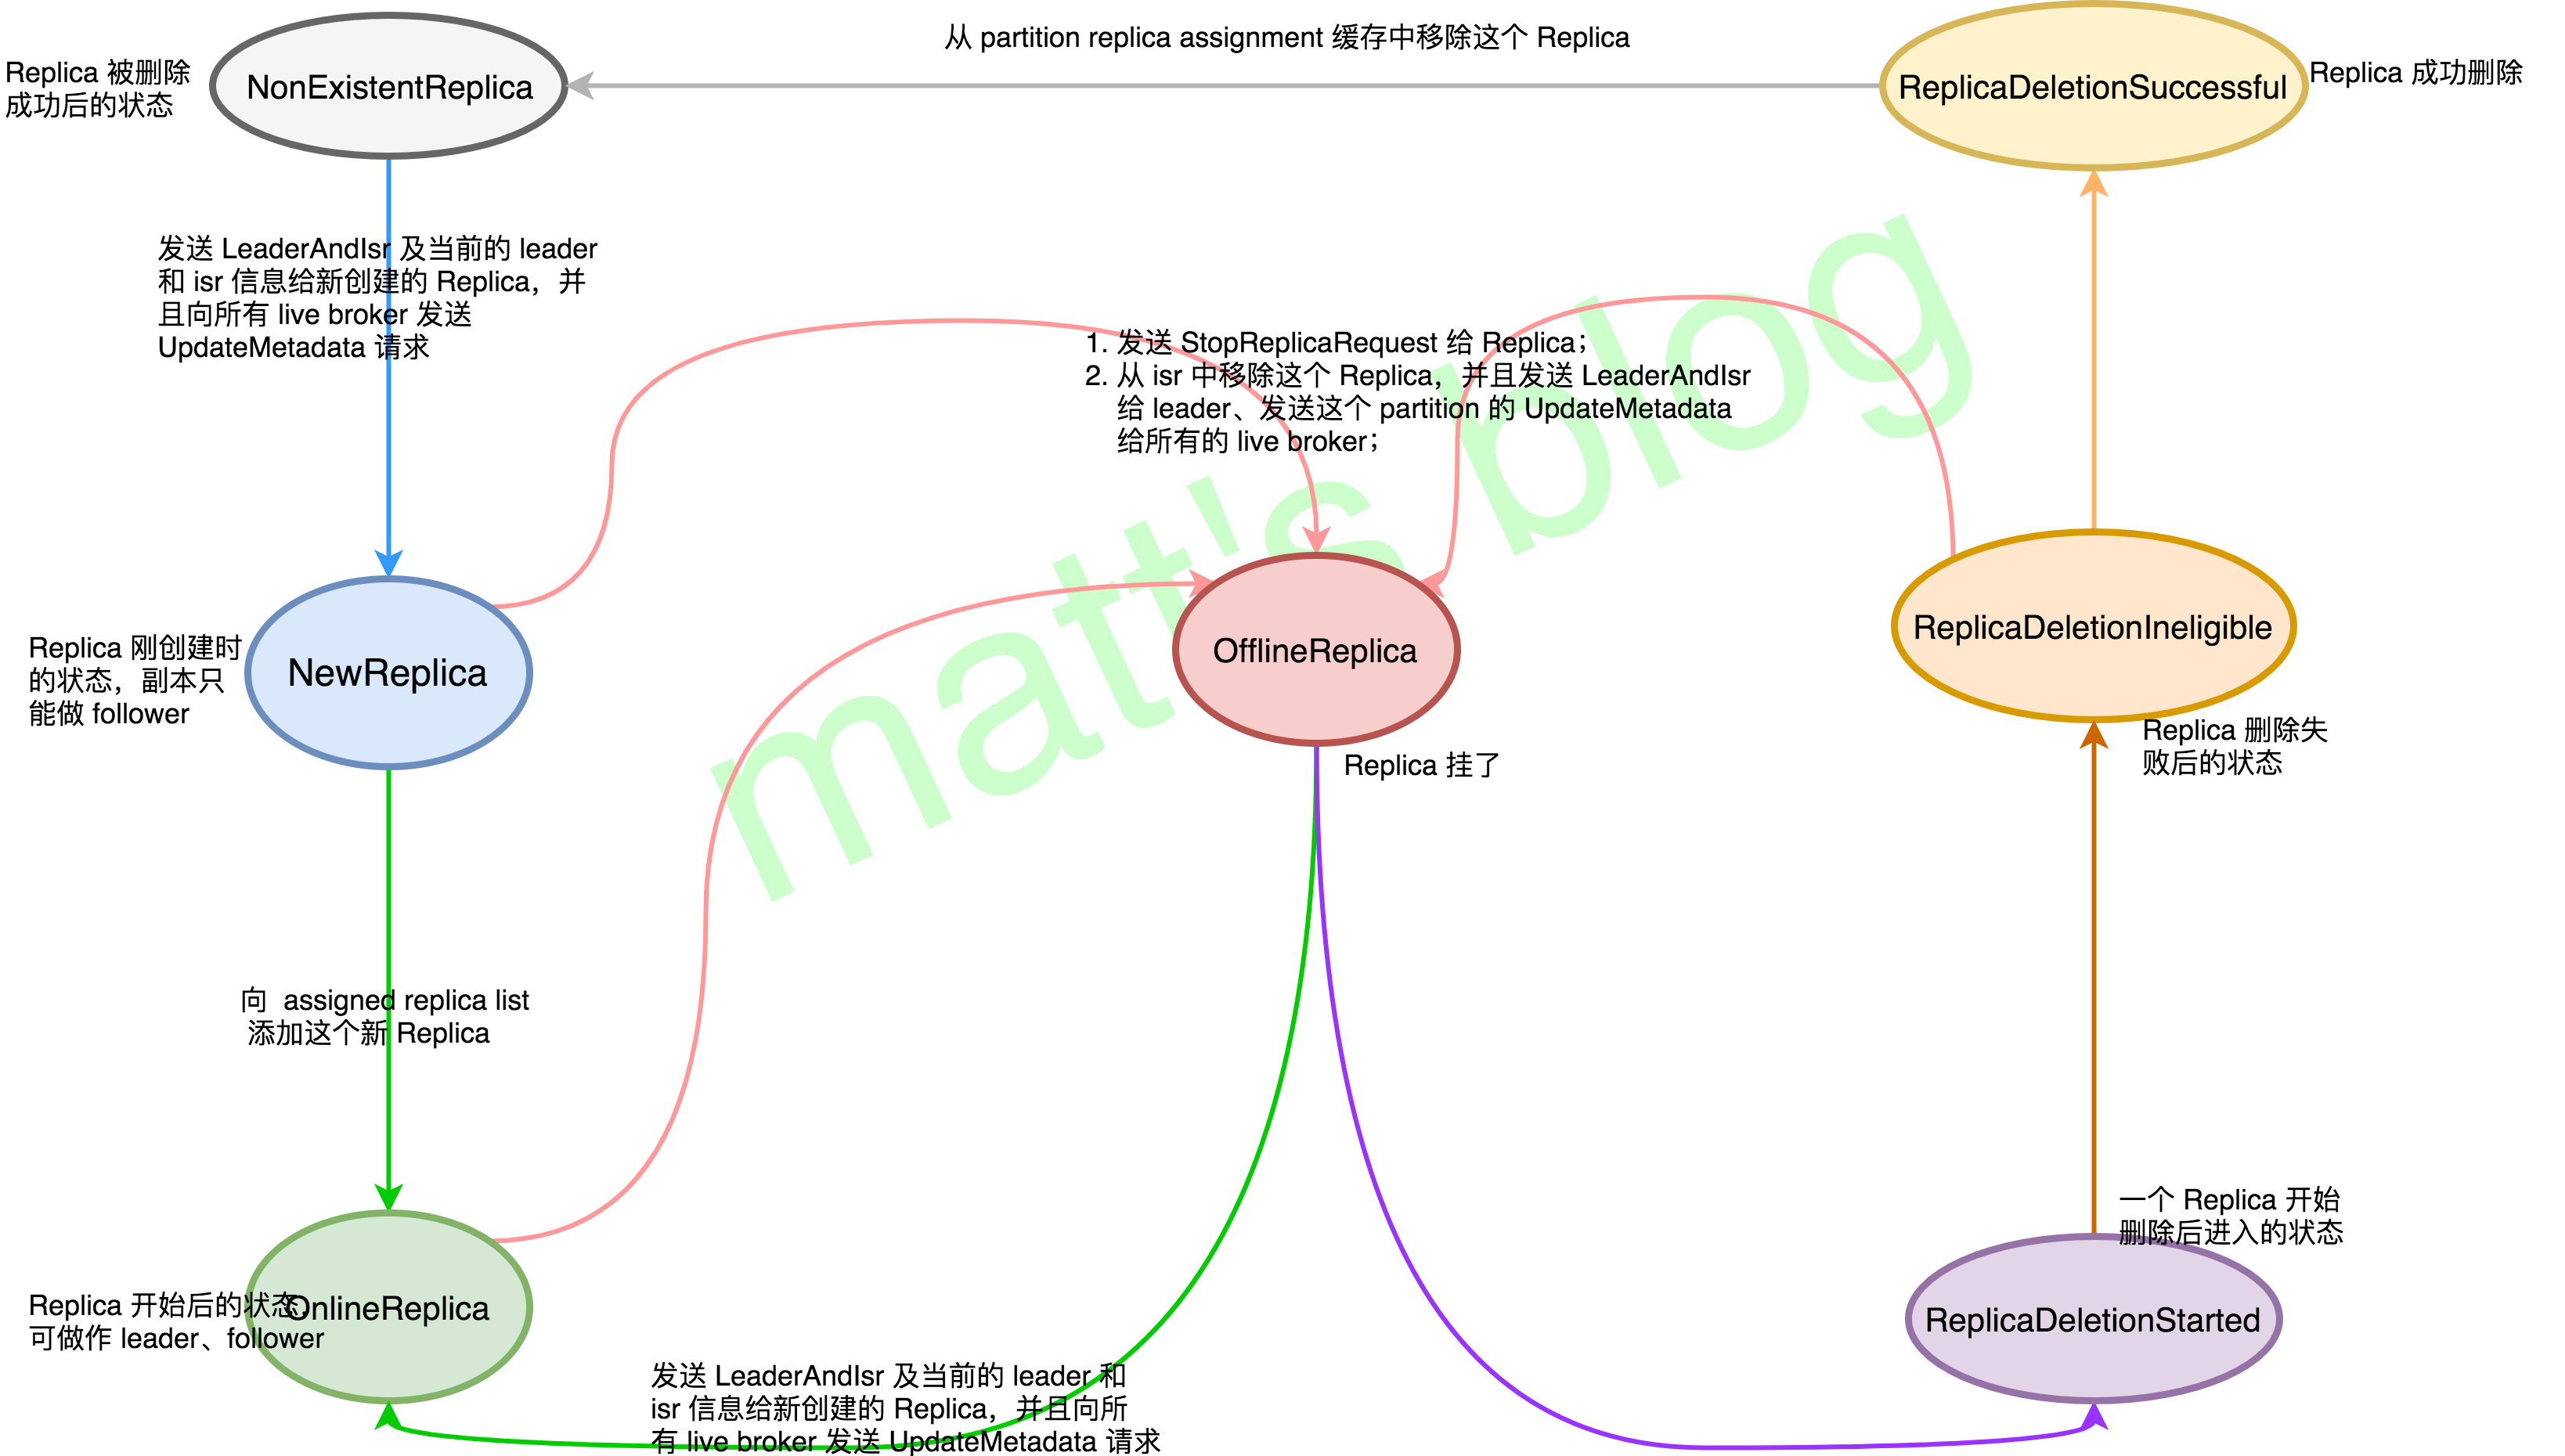 从 partition replica assignment 缓存中移除这个 Replica
Replica 被删除
成功后的状态
NonExistentReplica
ReplicaDeletionSuccessful
Replica 成功删除
发送 LeaderAndIsr 及当前的 leader
和 isr 信息给新创建的 Replica，并
且向所有 live broker 发送
UpdateMetadata 请求
1. 发送 StopReplicaRequest 给 Replica；
2. 从 isr 中移除这个 Replica，并且发送 LeaderAndIsr
给 leader、发送这个 partition 的 UpdateMetadata
给所有的 live broker；
matt's blog
Replica 刚创建时
的状态，副本只
能做 follower
NewReplica
OfflineReplica
Replica 挂了
ReplicaDeletionIneligible
Replica 删除失
败后的状态
向 assigned replica list
添加这个新 Replica
一个 Replica 开始
删除后进入的状态
Replica 开始后的状态，
可做作 leader、follower
OnlineReplica
ReplicaDeletionStarted
发送 LeaderAndIsr 及当前的 leader 和
isr 信息给新创建的 Replica，并且向所
有 live broker 发送 UpdateMetadata 请求